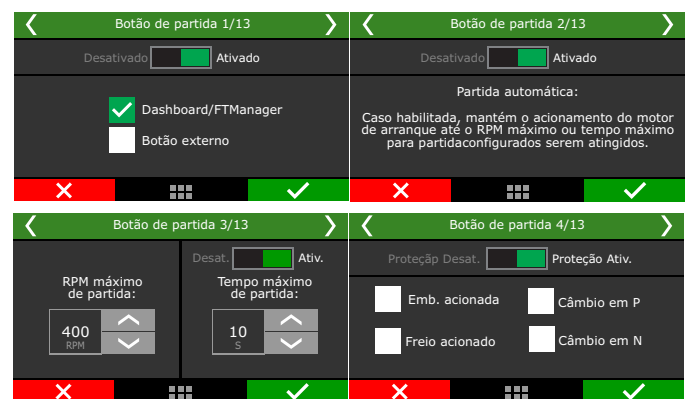 Botão de partida 1/13
Desativado Ativado
Dashboard/FTManager
Botão externo
Botão de partida 2/13
Desativado Ativado
Partida automática:
Caso habilitada, mantém o acionamento do motor
de arranque até o RPM máximo ou tempo máximo
para partidaconfigurados serem atingidos.
Botão de partida 3/13
RPM máximo
de partida:
400
RPM
Desat. Ativ.
Tempo máximo
de partida:
10
S
Botão de partida 4/13
Proteçãp Desat. Proteção Ativ.
Emb. acionada
Câmbio em P
Freio acionado
Câmbio em N